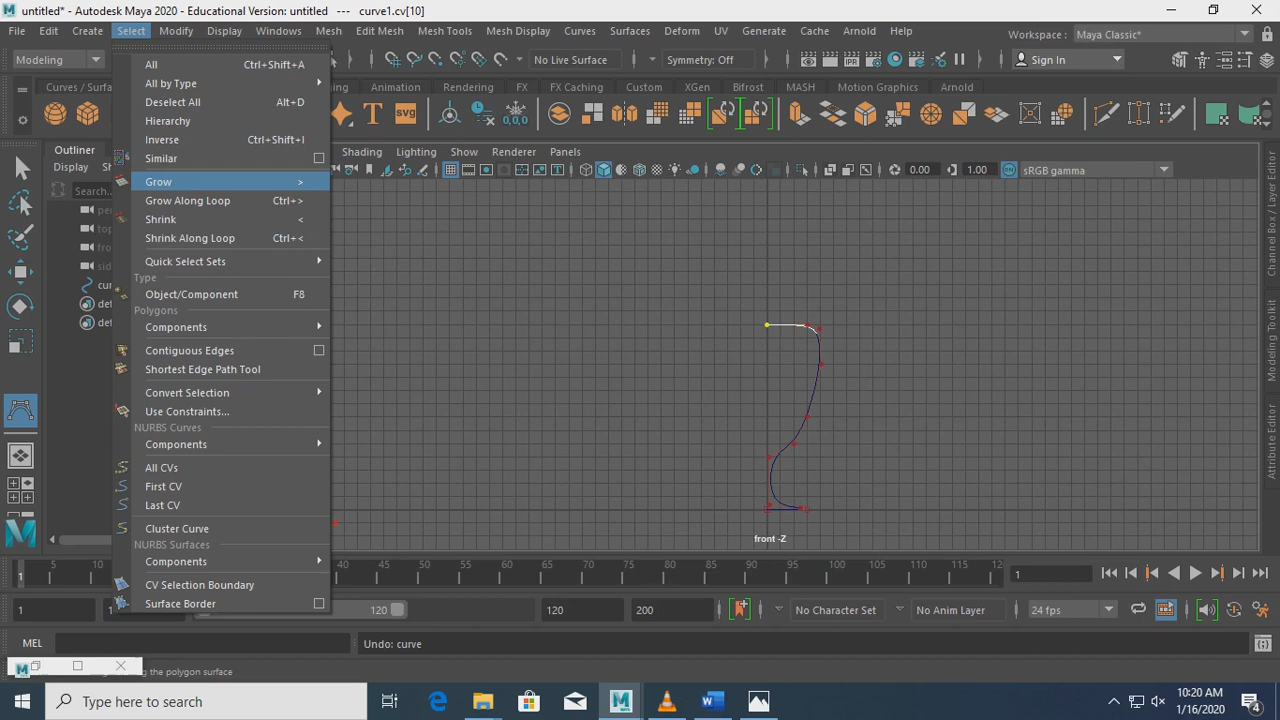 untitled* - Autodesk Maya 2020 - Educational Version: untitled --- curve1.cv[10]
File Edit Create Select Modify Display Windows Mesh Edit Mesh Mesh Tools Mesh Display Curves Surfaces Deform UV Generate Cache Arnold Help Workspace : Maya Classic*
Modeling No Live Surface Symmetry: Off Sign In
Curves / Surfa Animation Rendering FX FX Caching Custom XGen Bifrost MASH Motion Graphics Arnold
T SVG 0,0,0
Outliner
Display
Search...
Lighting Show Renderer Panels
0.00 1.00 sRGB gamma
All Ctrl+Shift+A
All by Type
Deselect All Alt+D
Hierarchy
Inverse Ctrl+Shift+I
Similar
Grow >
Grow Along Loop Ctrl+>
Shrink <
Shrink Along Loop Ctrl+<
Quick Select Sets
Type
Object/Component F8
Polygons
Components
Contiguous Edges
Shortest Edge Path Tool
Convert Selection
Use Constraints...
NURBS Curves
Components
All CVs
First CV
Last CV
Cluster Curve
NURBS Surfaces
Components
CV Selection Boundary
Surface Border
Channel Box / Layer Editor
Modeling Toolkit
Attribute Editor
front -Z
1 5 10 40 45 50 55 60 65 70 75 80 85 90 95 100 105 110 115 12 1
1 120 120 200 No Character Set No Anim Layer 24 fps
MEL Undo: curve
the polygon surface
Type here to search
10:20 AM
1/16/2020
4